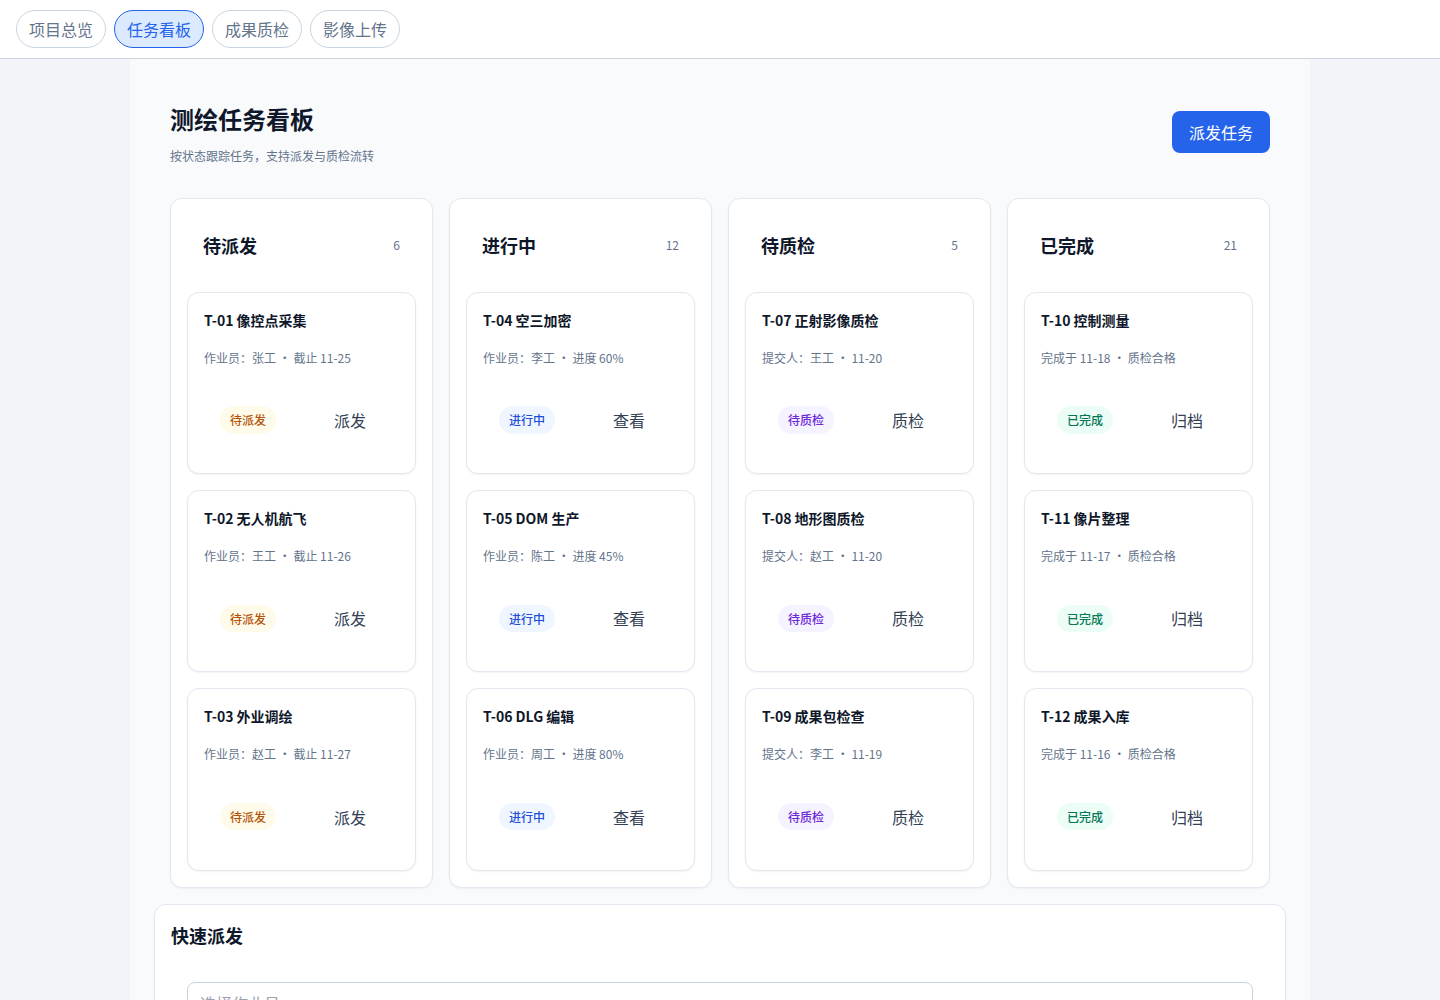 项目总览 任务看板 成果质检 影像上传
测绘任务看板
派发任务
按状态跟踪任务，支持派发与质检流转
待派发 6
T-01 像控点采集
作业员：张工 · 截止 11-25
待派发 派发
T-02 无人机航飞
作业员：王工 · 截止 11-26
待派发 派发
T-03 外业调绘
作业员：赵工 · 截止 11-27
待派发 派发
进行中 12
T-04 空三加密
作业员：李工 · 进度 60%
进行中 查看
T-05 DOM 生产
作业员：陈工 · 进度 45%
进行中 查看
T-06 DLG 编辑
作业员：周工 · 进度 80%
进行中 查看
待质检 5
T-07 正射影像质检
提交人：王工 · 11-20
待质检 质检
T-08 地形图质检
提交人：赵工 · 11-20
待质检 质检
T-09 成果包检查
提交人：李工 · 11-19
待质检 质检
已完成 21
T-10 控制测量
完成于 11-18 · 质检合格
已完成 归档
T-11 像片整理
完成于 11-17 · 质检合格
已完成 归档
T-12 成果入库
完成于 11-16 · 质检合格
已完成 归档
快速派发